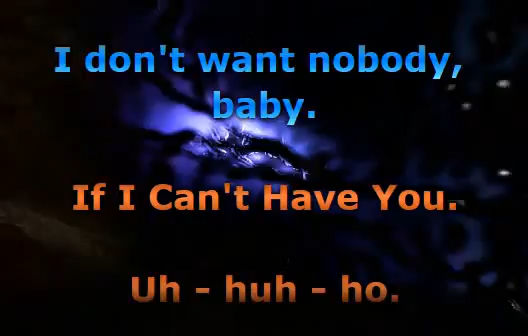 I don't want nobody,
baby.
If I Can't Have You.
Uh - huh - ho.